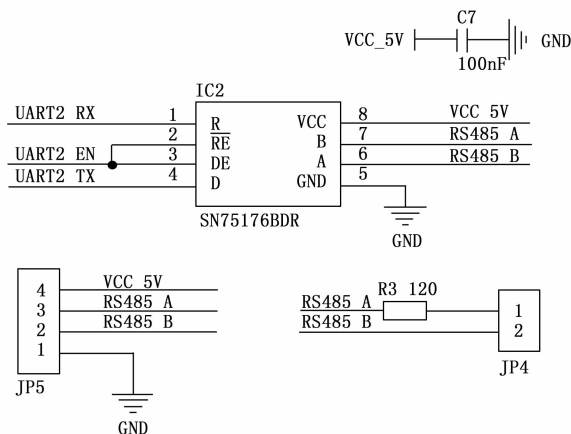 C7
VCC_5V
GND
100nF
IC2
UART2 RX 1 R VCC 8 VCC 5V
2 RE B 7 RS485 A
UART2 EN 3 DE A 6 RS485 B
UART2 TX 4 D GND 5
SN75176BDR
GND
4 VCC 5V
3 RS485 A
2 RS485 B
1
JP5
GND
R3 120
RS485 A 1
RS485 B 2
JP4